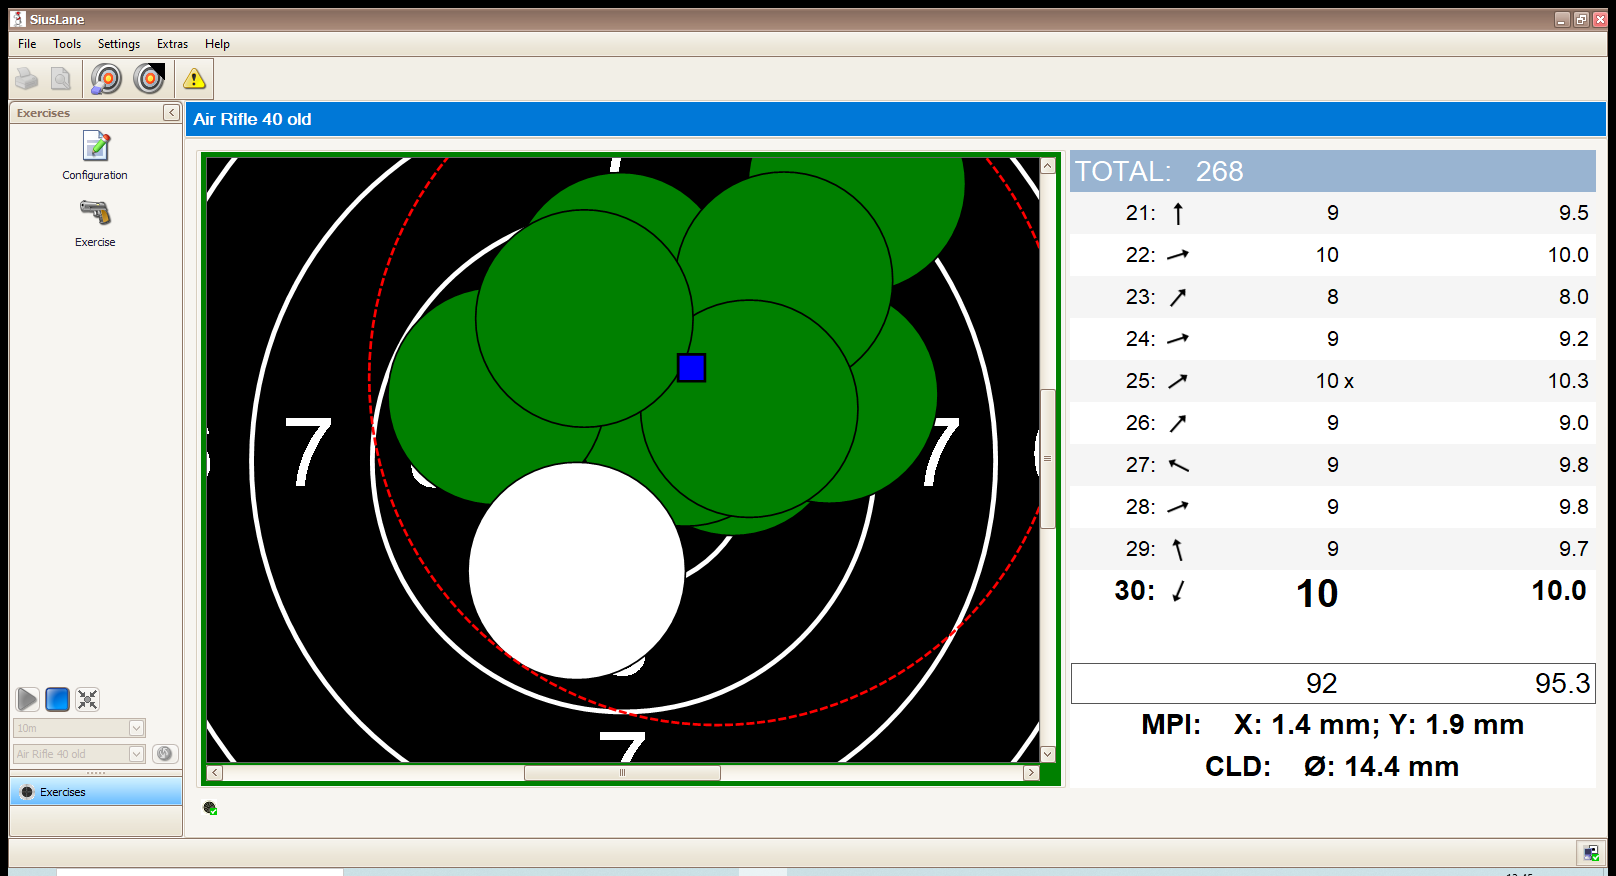 SiusLane
File Tools Settings Extras Help
Exercises
Air Rifle 40 old
Configuration
Exercise
7 7
7
TOTAL: 268
21: 9 9.5
22: 10 10.0
23: 8 8.0
24: 9 9.2
25: 10 x 10.3
26: 9 9.0
27: 9 9.8
28: 9 9.8
29: 9 9.7
30: 10 10.0
92 95.3
MPI: X: 1.4 mm; Y: 1.9 mm
CLD: Ø: 14.4 mm
10m
Air Rifle 40 old
Exercises